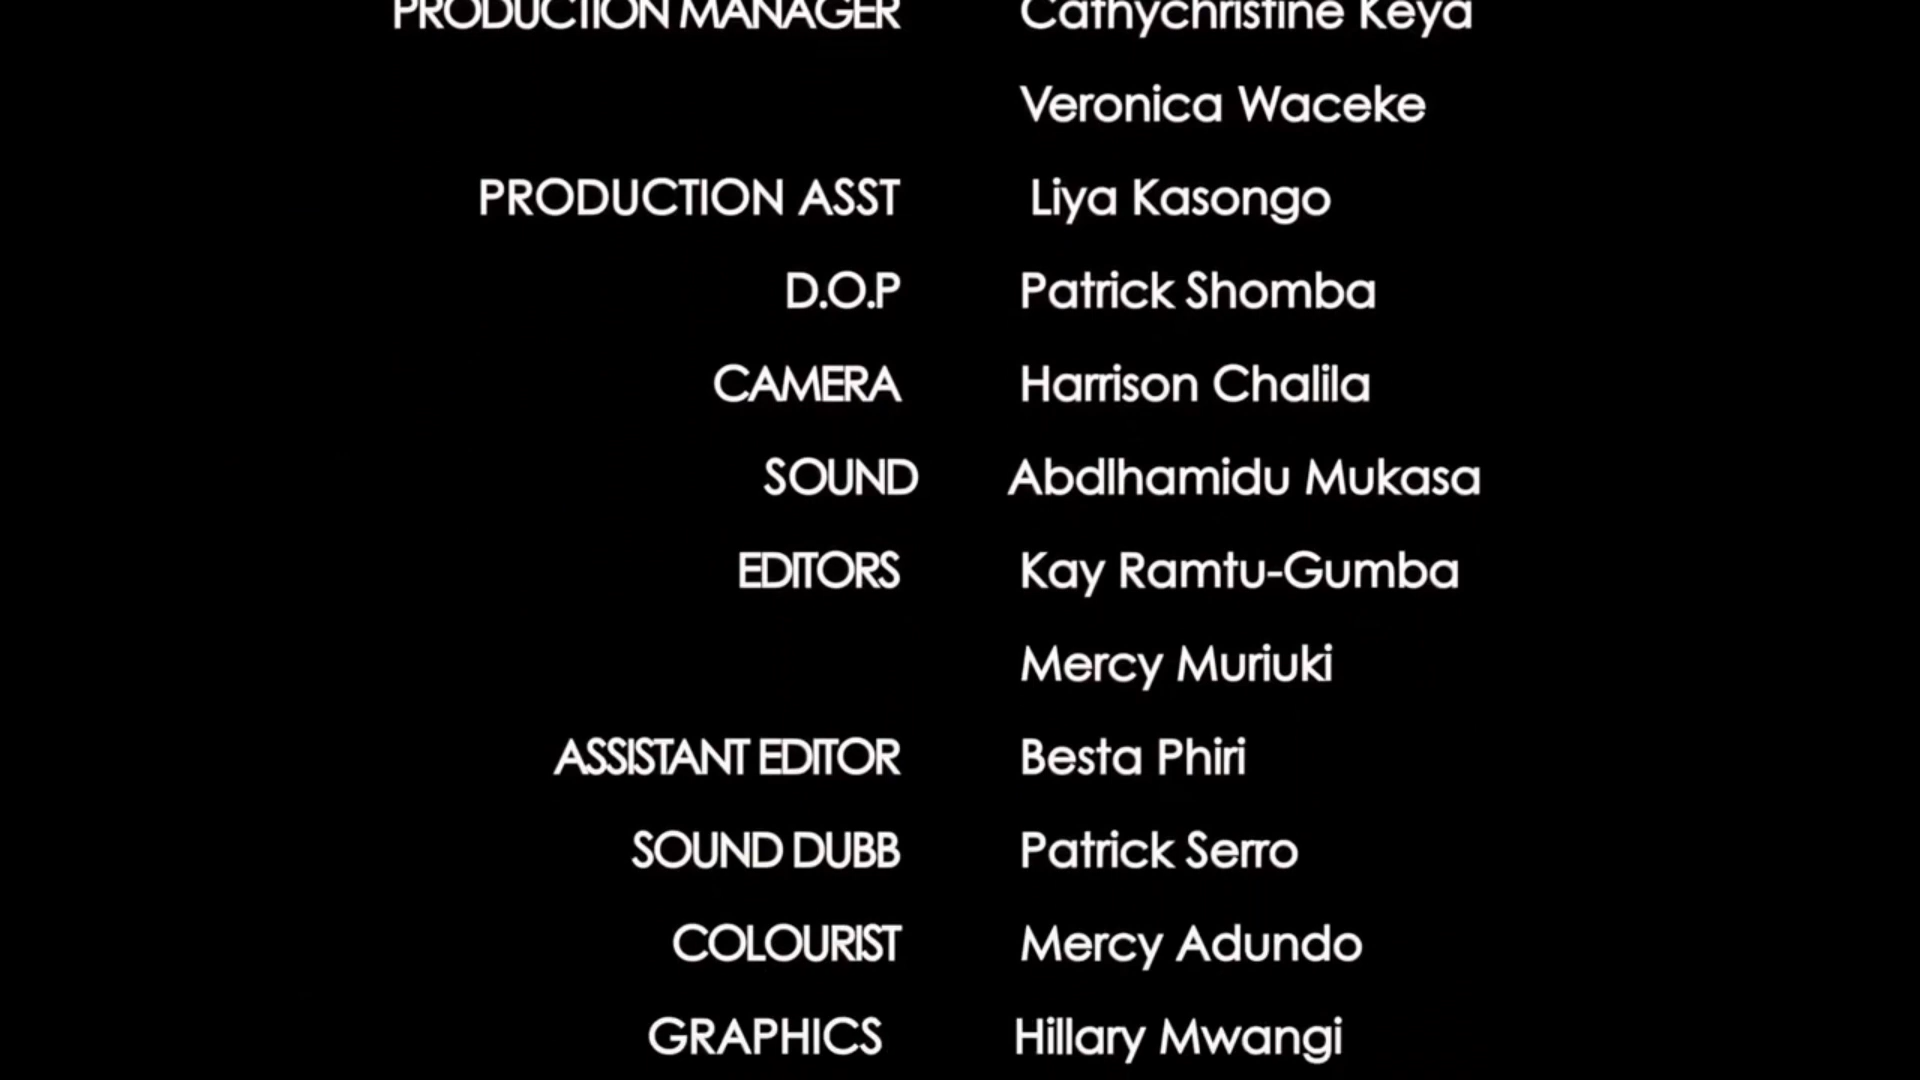 PRODUCTION MANAGER Cathychristine Keya
Veronica Waceke
PRODUCTION ASST Liya Kasongo
D.O.P Patrick Shomba
CAMERA Harrison Chalila
SOUND Abdlhamidu Mukasa
EDITORS Kay Ramtu-Gumba
Mercy Muriuki
ASSISTANT EDITOR Besta Phiri
SOUND DUBB Patrick Serro
COLOURIST Mercy Adundo
GRAPHICS Hillary Mwangi